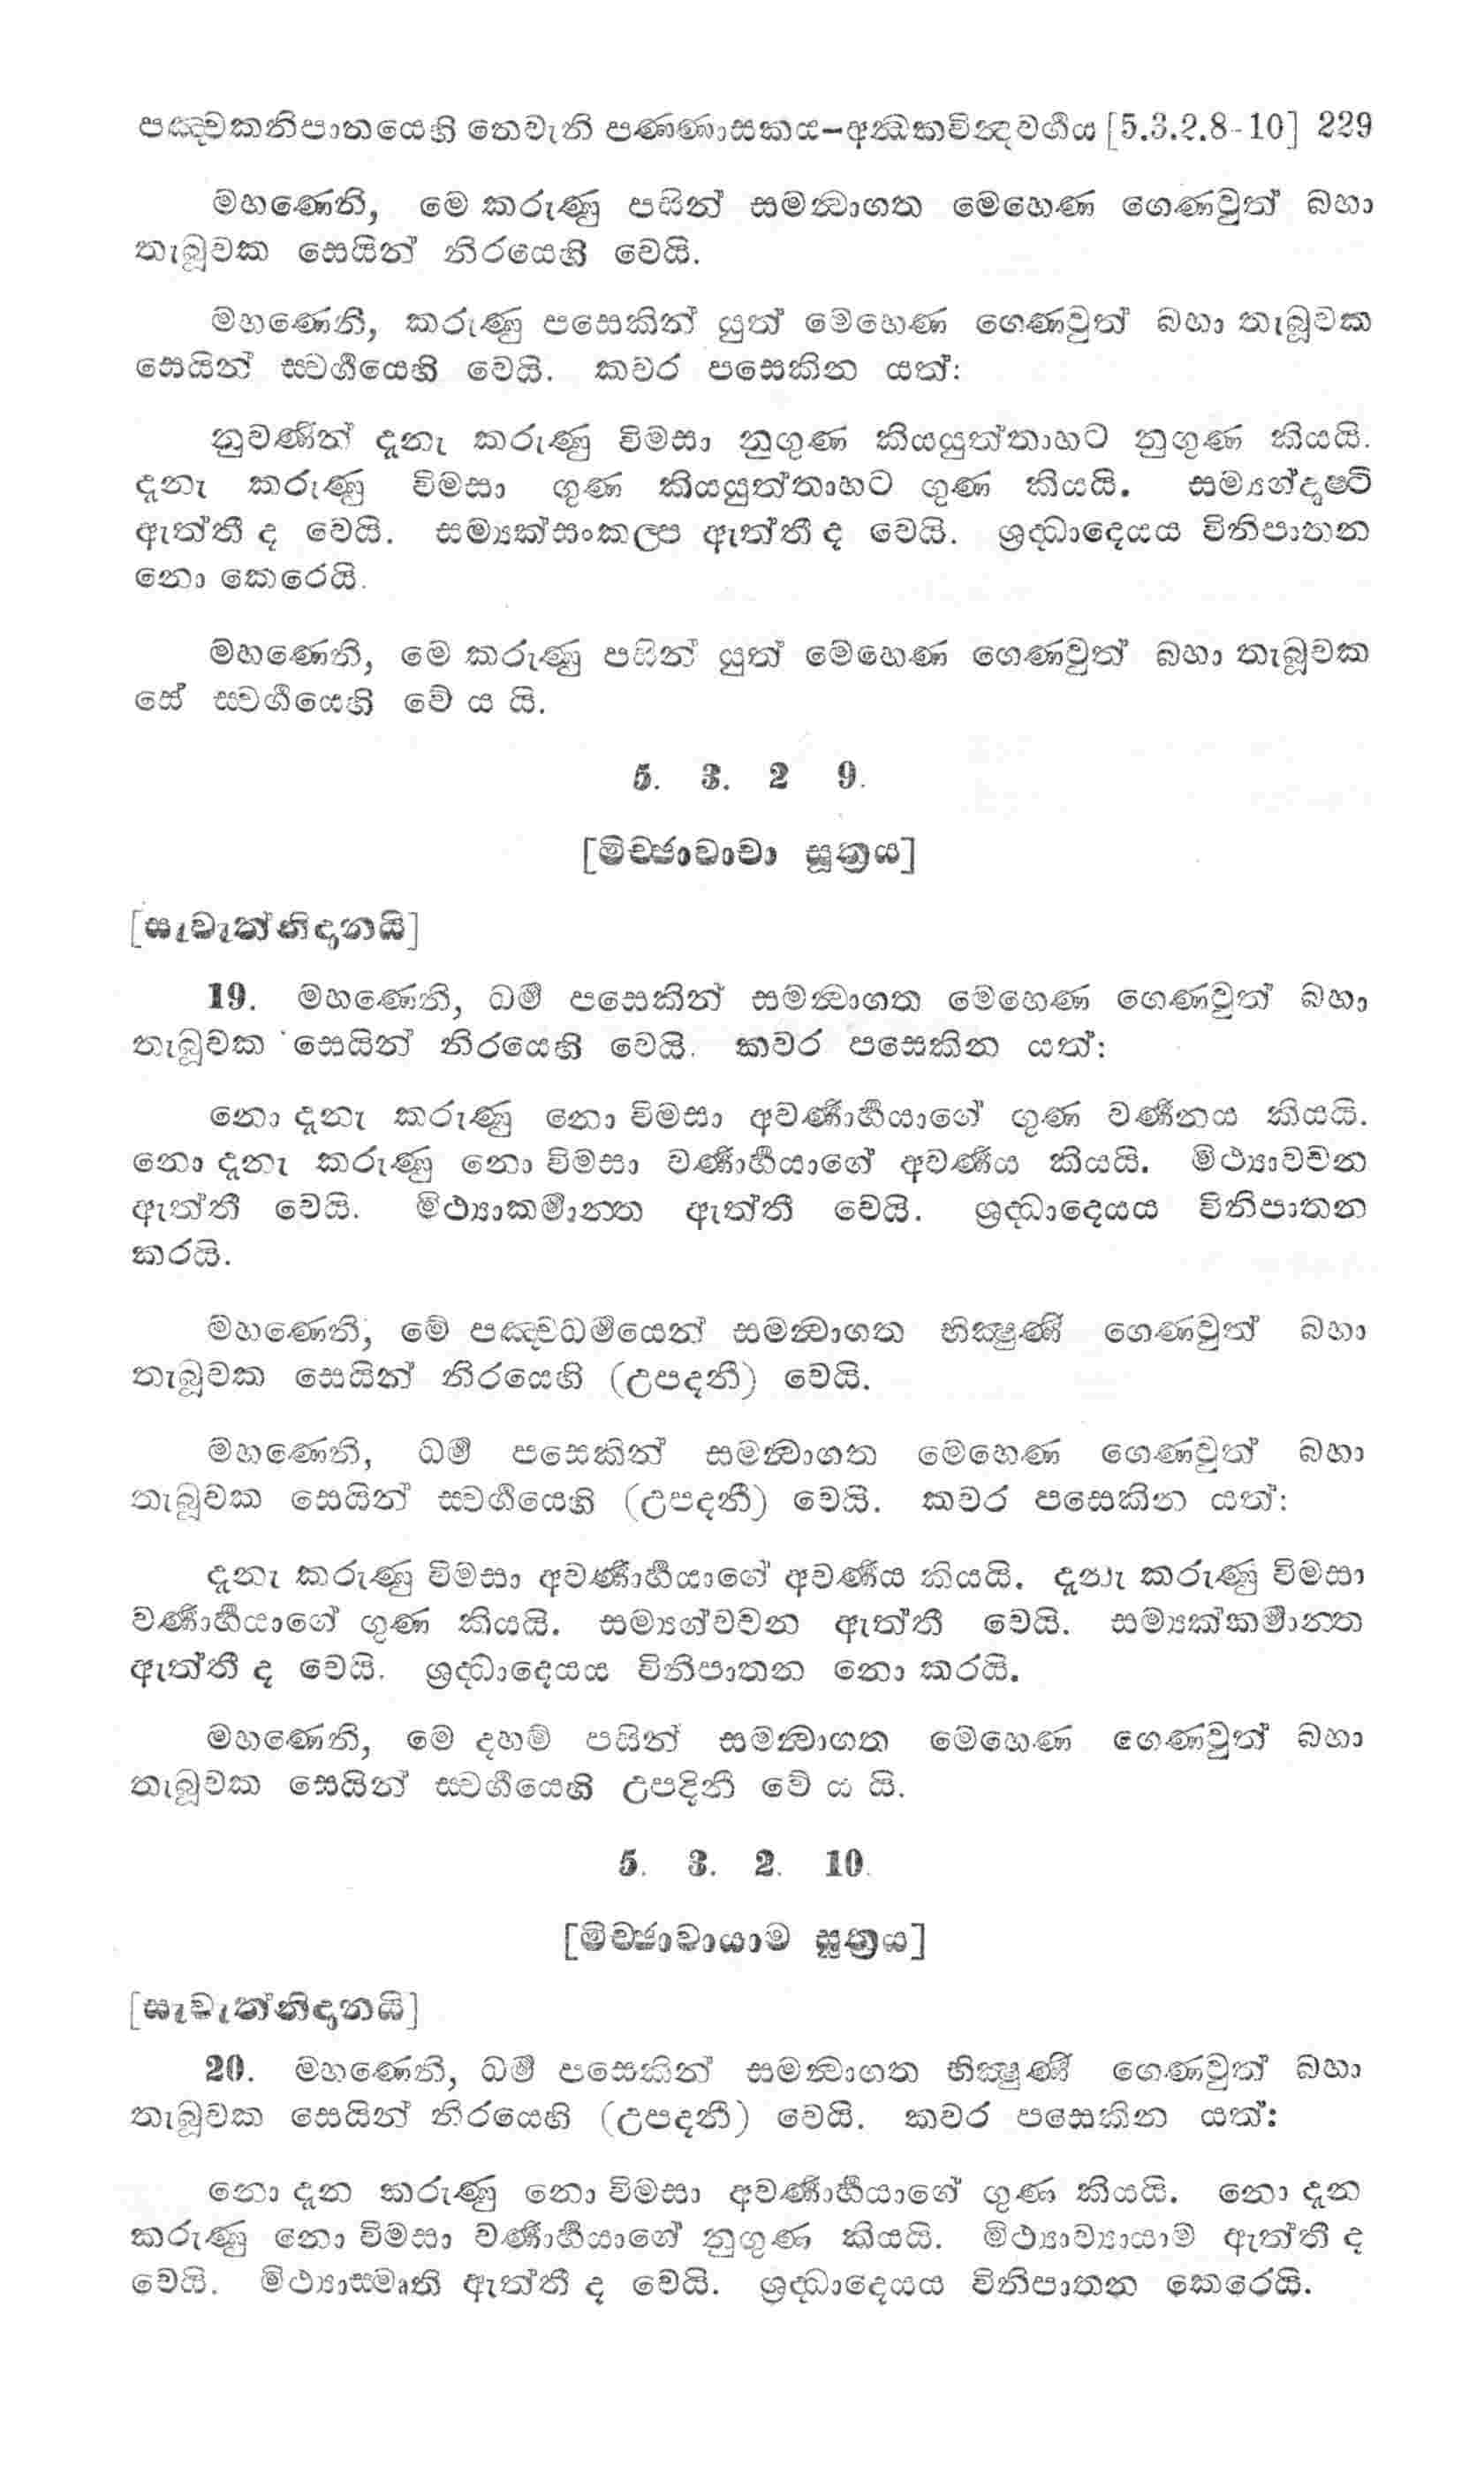 පඤ්චකනිපාතයෙහි තෙවැනි පණ්ණාසකය-අන්ධකවින්දවර්ගය [5.3.2.8-10] 229
මහණෙනි, මෙ කරුණු පසින් සමන්‍වාගත මෙහෙණ ගෙණවුත් බහා
තැබූවක සෙයින් නිරයෙහි වෙයි.
මහණෙනි, කරුණු පසෙකින් යුත් මෙහෙණ ගෙණවුත් බහා තැබූවක
සෙයින් ස්වර්ගයෙහි වෙයි. කවර පසෙකින යත්:
නුවණින් දැනැ කරුණු විමසා නුගුණ කියයුත්තාහට නුගුණ කියයි.
දැනැ කරුණු විමසා ගුණ කියයුත්තාහට ගුණ කියයි. සම්‍යග්දෘෂ්ටි
ඇත්තී ද වෙයි. සම්‍යක්සංකල්ප ඇත්තී ද වෙයි. ශ්‍රද්ධාදෙයය විනිපාතන
නො කෙරෙයි.
මහණෙනි, මෙ කරුණු පසින් යුත් මෙහෙණ ගෙණවුත් බහා තැබූවක
සේ ස්වර්ගයෙහි වේ ය යි.
5. 3. 2 9.
[මිච්ඡාවාචා සූත්‍රය]
[සැවැත්නිදානයි]
19. මහණෙනි, ධර්ම පසෙකින් සමන්‍වාගත මෙහෙණ ගෙණවුත් බහා
තැබූවක සෙයින් නිරයෙහි වෙයි. කවර පසෙකින යත්:
නො දැනැ කරුණු නො විමසා අවර්ණාර්හයාගේ ගුණ වර්ණනය කියයි.
නො දැනැ කරුණු නො විමසා වර්ණාර්හයාගේ අවර්ණය කියයි. මිථ්‍යාවචන
ඇත්තී වෙයි. මිථ්‍යාකර්මාන්ත ඇත්තී වෙයි. ශ්‍රද්ධාදෙයය විනිපාතන
කරයි.
මහණෙනි, මේ පඤ්චධර්මයෙන් සමන්‍වාගත භික්‍ෂුණී ගෙණවුත් බහා
තැබූවක සෙයින් නිරයෙහි (උපදනී) වෙයි.
මහණෙනි, ධර්ම පසෙකින් සමන්‍වාගත මෙහෙණ ගෙණවුත් බහා
තැබූවක සෙයින් ස්වර්ගයෙහි (උපදනී) වෙයි. කවර පසෙකින යත්:
දැනැ කරුණු විමසා අවර්ණාර්හයාගේ අවර්ණය කියයි. දැනැ කරුණු විමසා
වර්ණාර්හයාගේ ගුණ කියයි. සම්‍යග්වචන ඇත්තී වෙයි. සම්‍යක්කර්මාන්ත
ඇත්තී ද වෙයි. ශ්‍රද්ධාදෙයය විනිපාතන නො කරයි.
මහණෙනි, මෙ දහම් පසින් සමන්‍වාගත මෙහෙණ ගෙණවුත් බහා
තැබූවක සෙයින් ස්වර්ගයෙහි උපදිනී වේ ය යි.
5. 3. 2. 10.
[මිච්ඡාවායාම සූත්‍රය]
[සැවැත්නිදානයි]
20. මහණෙනි, ධර්ම පසෙකින් සමන්‍වාගත භික්‍ෂුණී ගෙණවුත් බහා
තැබූවක සෙයින් නිරයෙහි (උපදනී) වෙයි. කවර පසෙකින යත්:
නො දැන කරුණු නො විමසා අවර්ණාර්හයාගේ ගුණ කියයි. නො දැන
කරුණු නො විමසා වර්ණාර්හයාගේ නුගුණ කියයි. මිථ්‍යාව්‍යායාම ඇත්තී ද
වෙයි. මිථ්‍යාස්මෘති ඇත්තී ද වෙයි. ශ්‍රද්ධාදෙයය විනිපාතන කෙරෙයි.